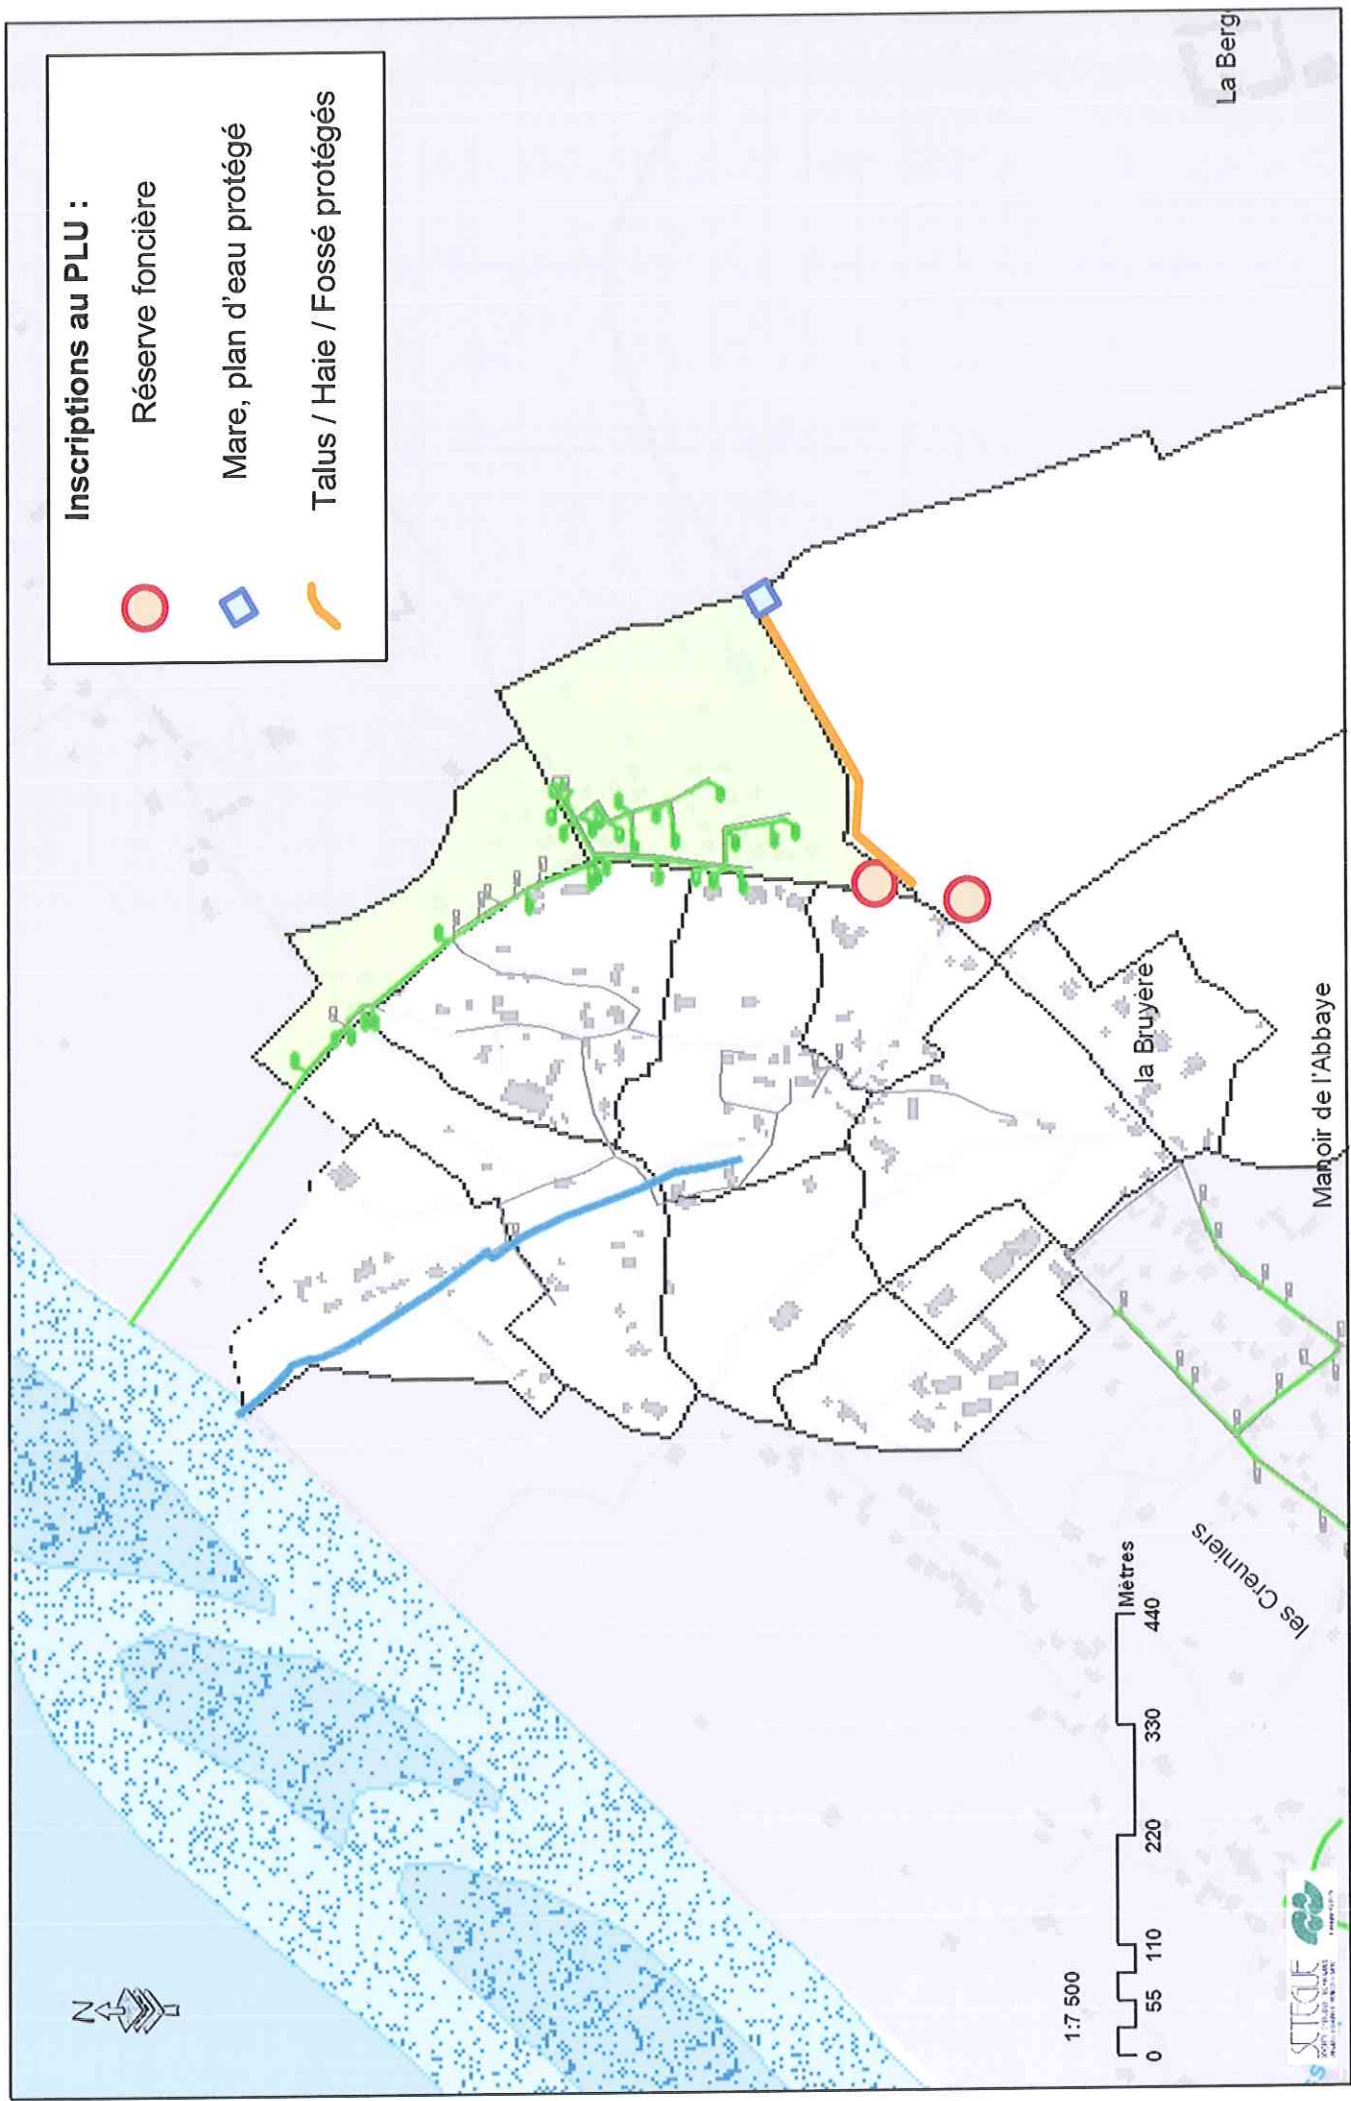 Inscriptions au PLU :
Réserve foncière
Mare, plan d'eau protégé
Talus / Haie / Fossé protégés
La Berg
la Bruyère
Manoir de l'Abbaye
les Creuniers
N
1:7 500
Mètres
0 55 110 220 330 440
SETEGUE